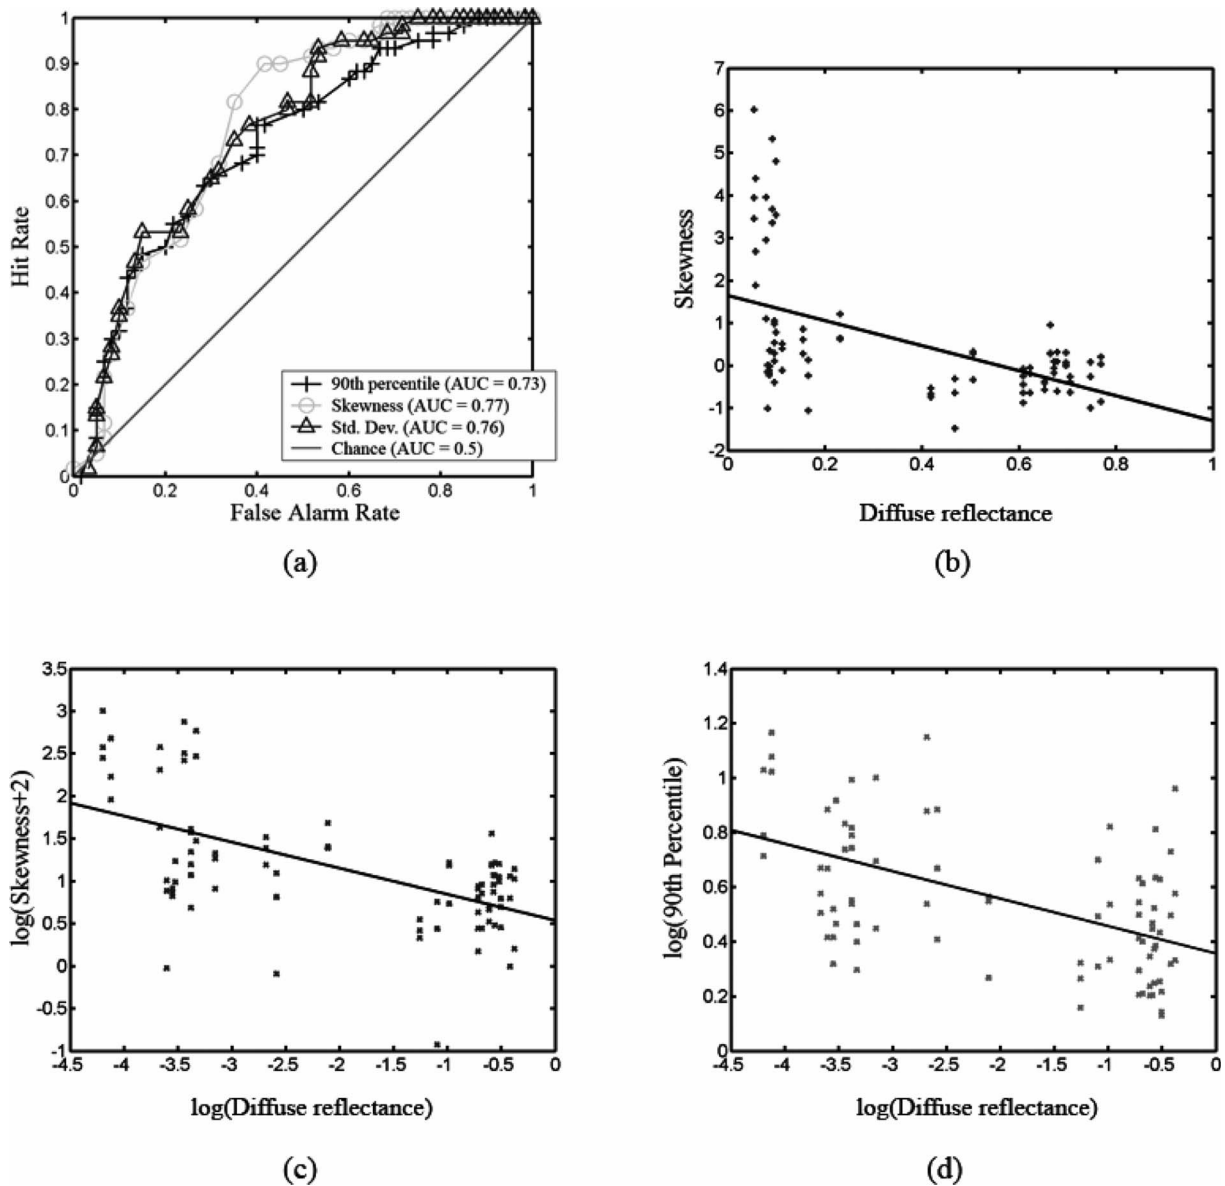 1
0.9
0.8
0.7
0.6
0.5
0.4
0.3
0.2
0.1
0
Hit Rate
90th percentile (AUC = 0.73)
Skewness (AUC = 0.77)
Std. Dev. (AUC = 0.76)
Chance (AUC = 0.5)
0 0.2 0.4 0.6 0.8 1
False Alarm Rate
(a)
7
6
5
4
3
2
1
0
-1
-2
Skewness
0 0.2 0.4 0.6 0.8 1
Diffuse reflectance
(b)
3.5
3
2.5
2
1.5
1
0.5
0
-0.5
-1
log(Skewness+2)
-4.5 -4 -3.5 -3 -2.5 -2 -1.5 -1 -0.5 0
log(Diffuse reflectance)
(c)
1.4
1.2
1
0.8
0.6
0.4
0.2
0
log(90th Percentile)
-4.5 -4 -3.5 -3 -2.5 -2 -1.5 -1 -0.5 0
log(Diffuse reflectance)
(d)